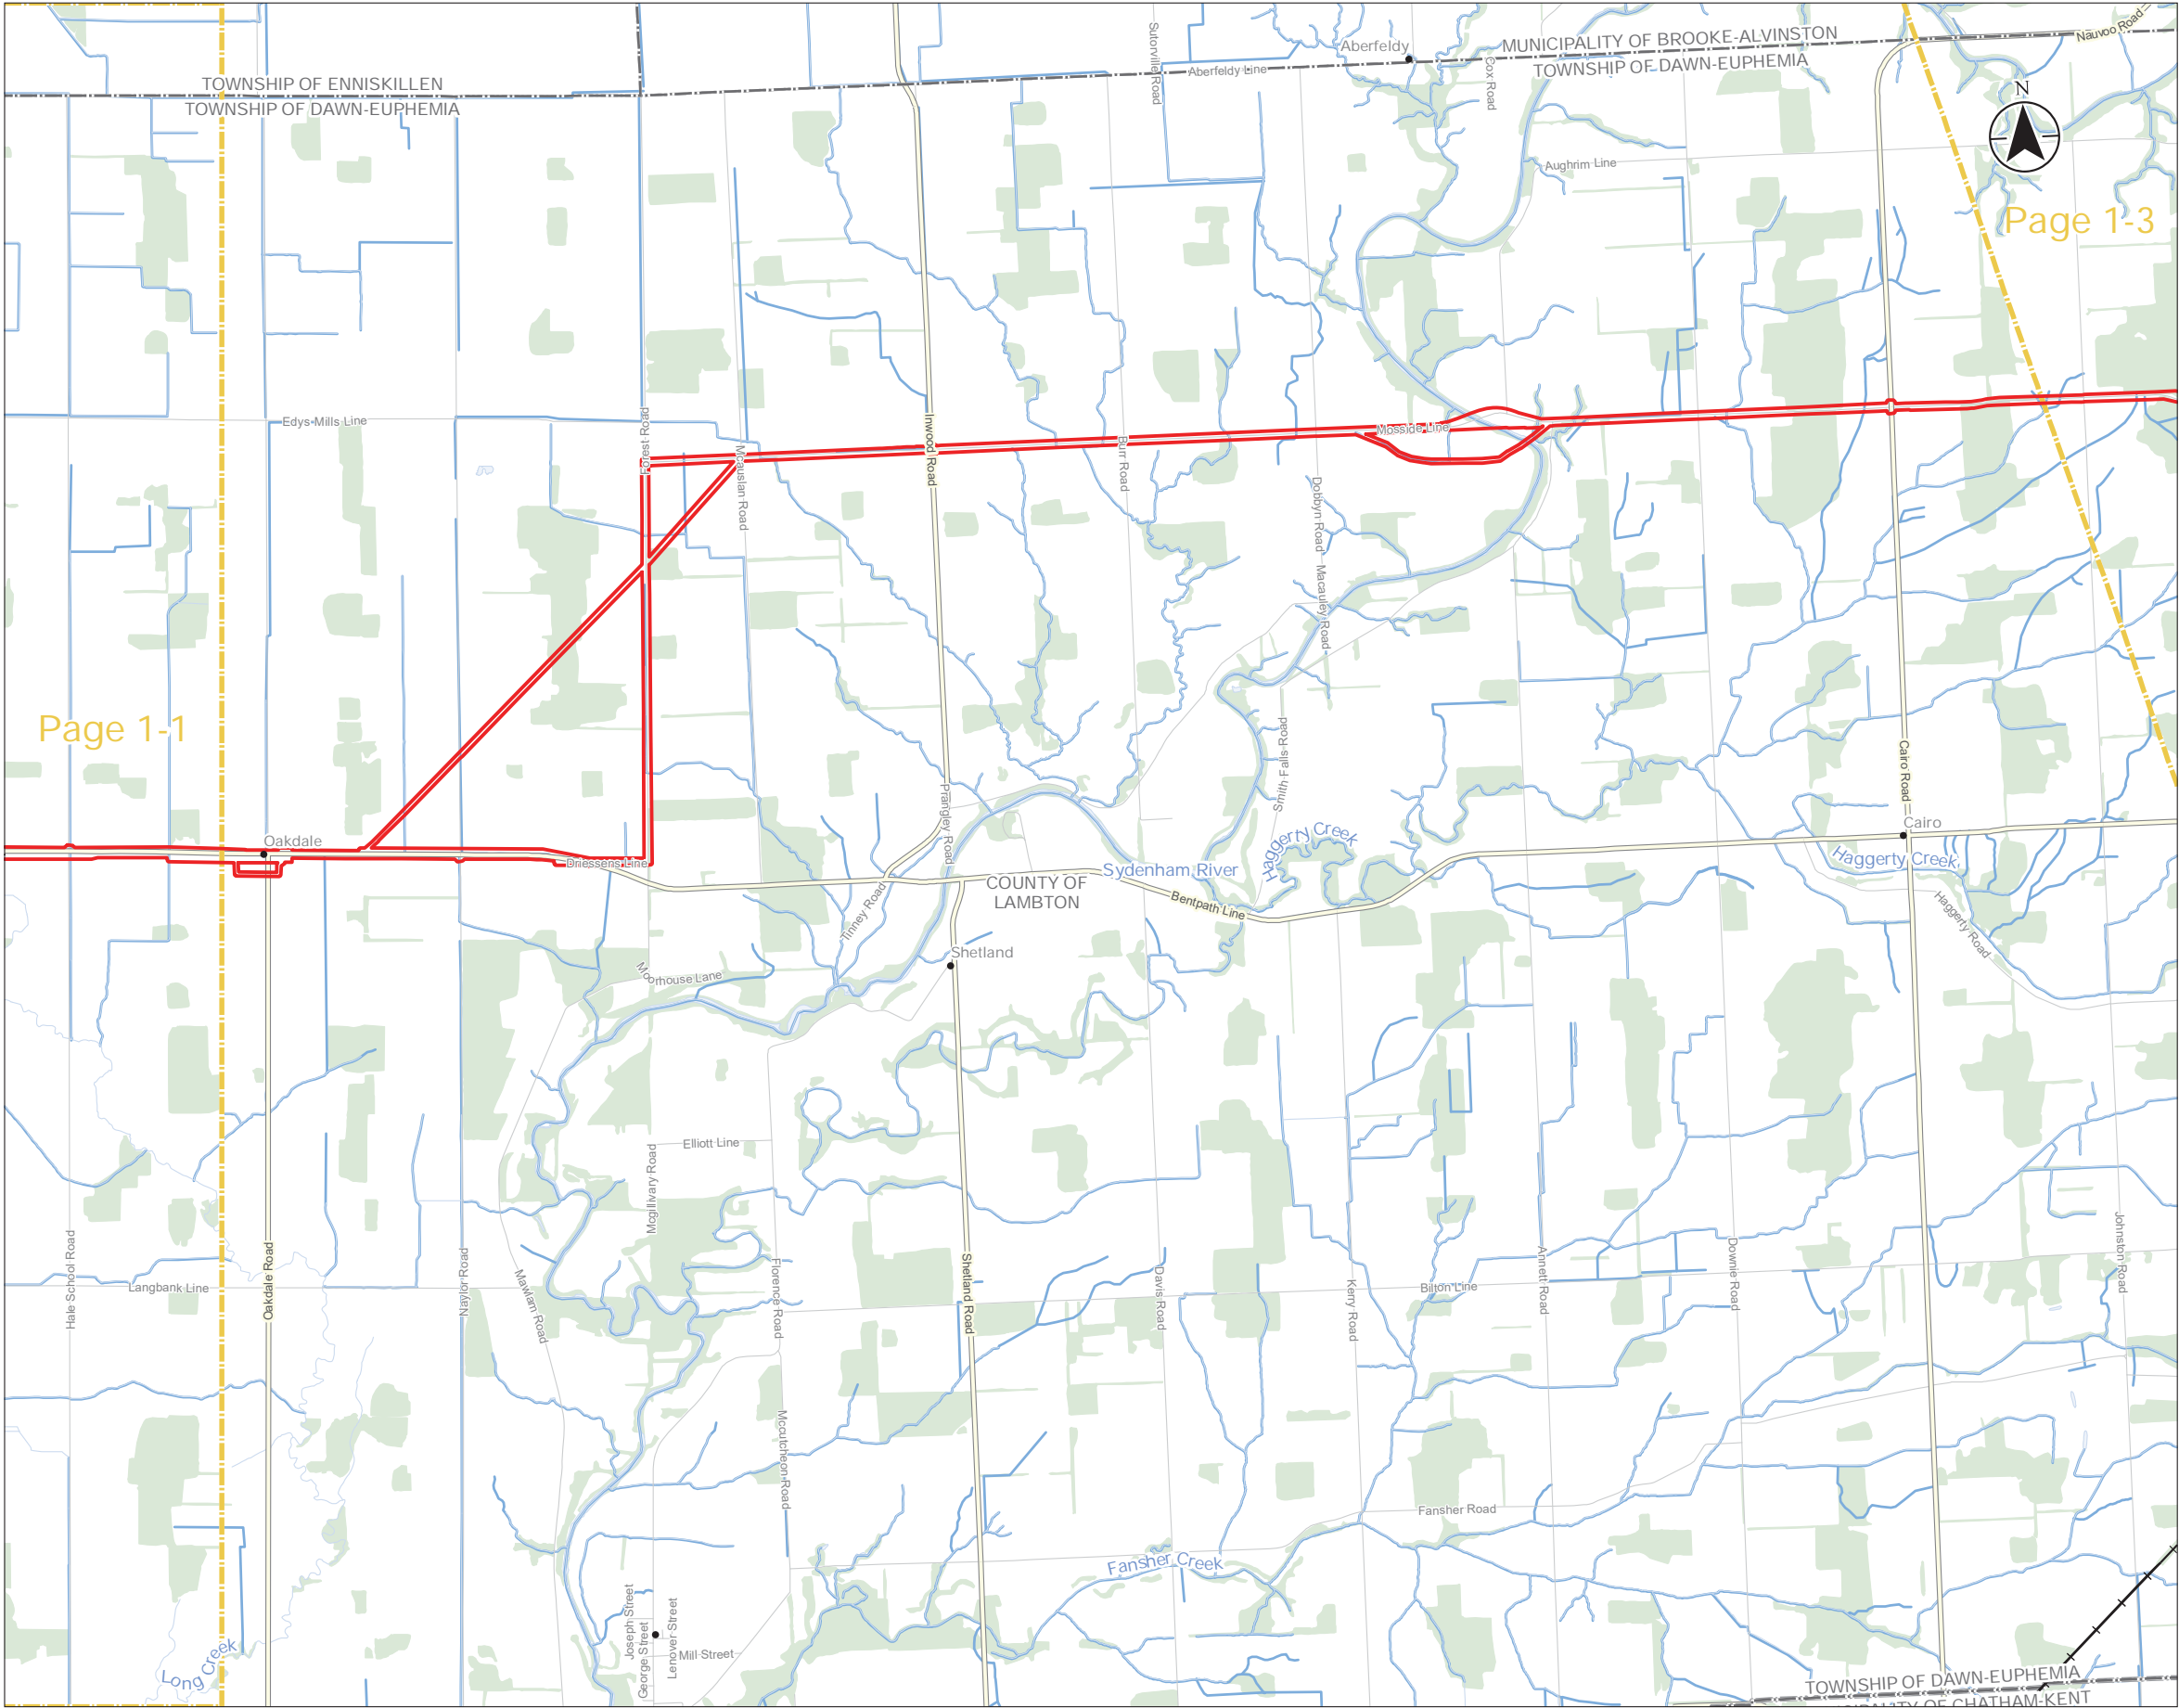 Nauvoo Road
MUNICIPALITY OF BROOKE-ALVINSTON
TOWNSHIP OF DAWN-EUPHEMIA
Aberfeldy
Sutorville Road
Aberfeldy Line
Cox Road
TOWNSHIP OF ENNISKILLEN
TOWNSHIP OF DAWN-EUPHEMIA
N
Aughrim Line
Page 1-3
Edys Mills Line
Forest Road
Mcauslan Road
Inwood Road
Burr Road
Mosside Line
Dobbyn Road
Macauley Road
Page 1-1
Smith Falls Road
Cairo Road
Prangley Road
Oakdale
Cairo
Haggerty Creek
Haggerty Creek
Driessens Line
Sydenham River
COUNTY OF
LAMBTON
Tinney Road
Bentpath Line
Haggerty Road
Shetland
Moorhouse Lane
Elliott Line
Mcgillivary Road
Hale School Road
Langbank Line
Oakdale Road
Naylor Road
Mawlam Road
Florence Road
Shetland Road
Davis Road
Kerry Road
Bilton Line
Annett Road
Downie Road
Johnston Road
Mccutcheon Road
Fansher Road
Fansher Creek
Joseph Street
George Street
Lenover Street
Mill Street
Long Creek
TOWNSHIP OF DAWN-EUPHEMIA
OF CHATHAM-KENT